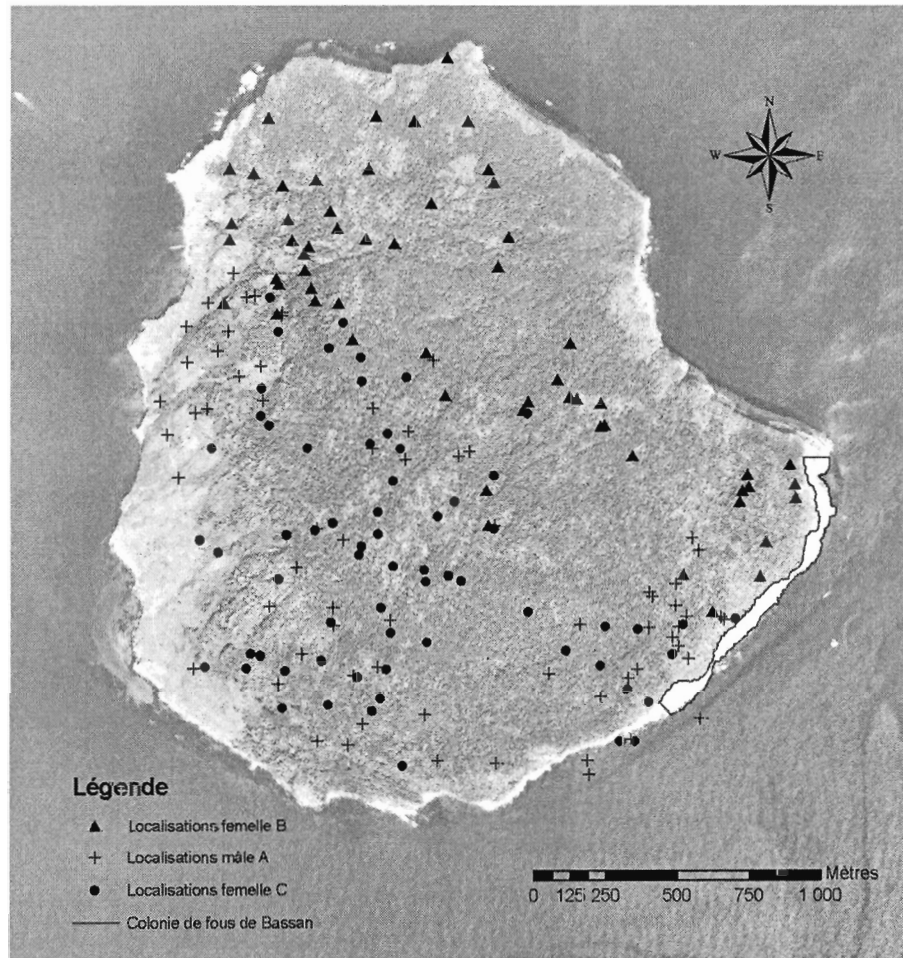 N
W E
S
Légende
Localisations femelle B
Localisations mâle A
Localisations femelle C
Colonie de fous de Bassan
Mètres
0 125 250 500 750 1 000